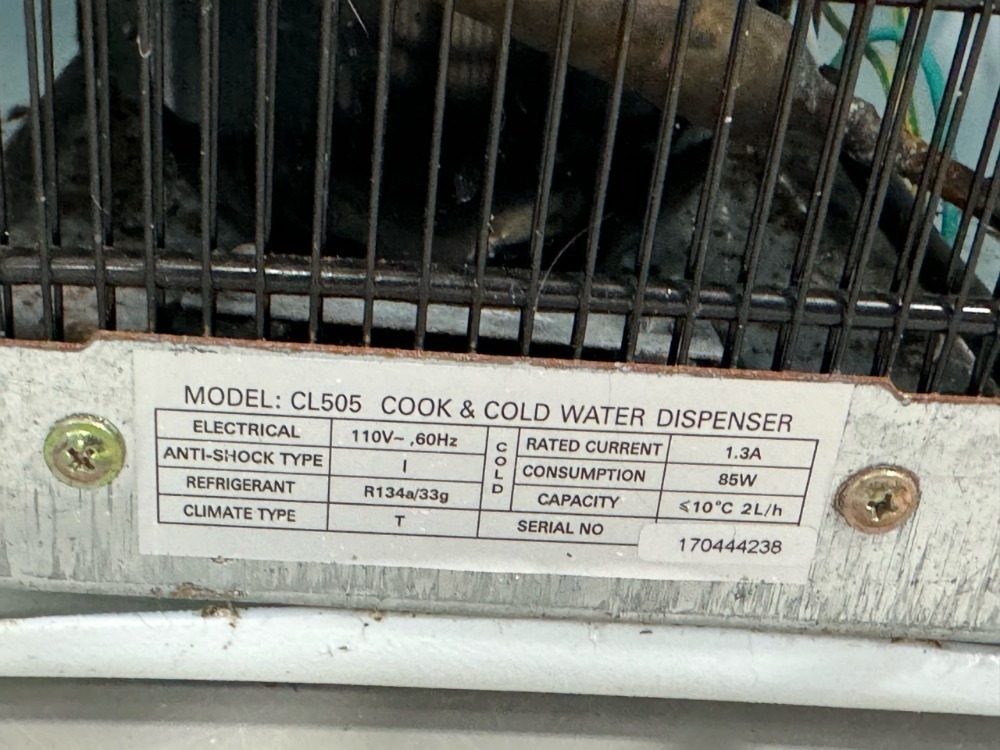 MODEL: CL505 COOK & COLD WATER DISPENSER
ELECTRICAL 110V~ ,60Hz COLD RATED CURRENT 1.3A
ANTI-SHOCK TYPE I CONSUMPTION 85W
REFRIGERANT R134a/33g CAPACITY ≤10°C 2L/h
CLIMATE TYPE T SERIAL NO 170444238